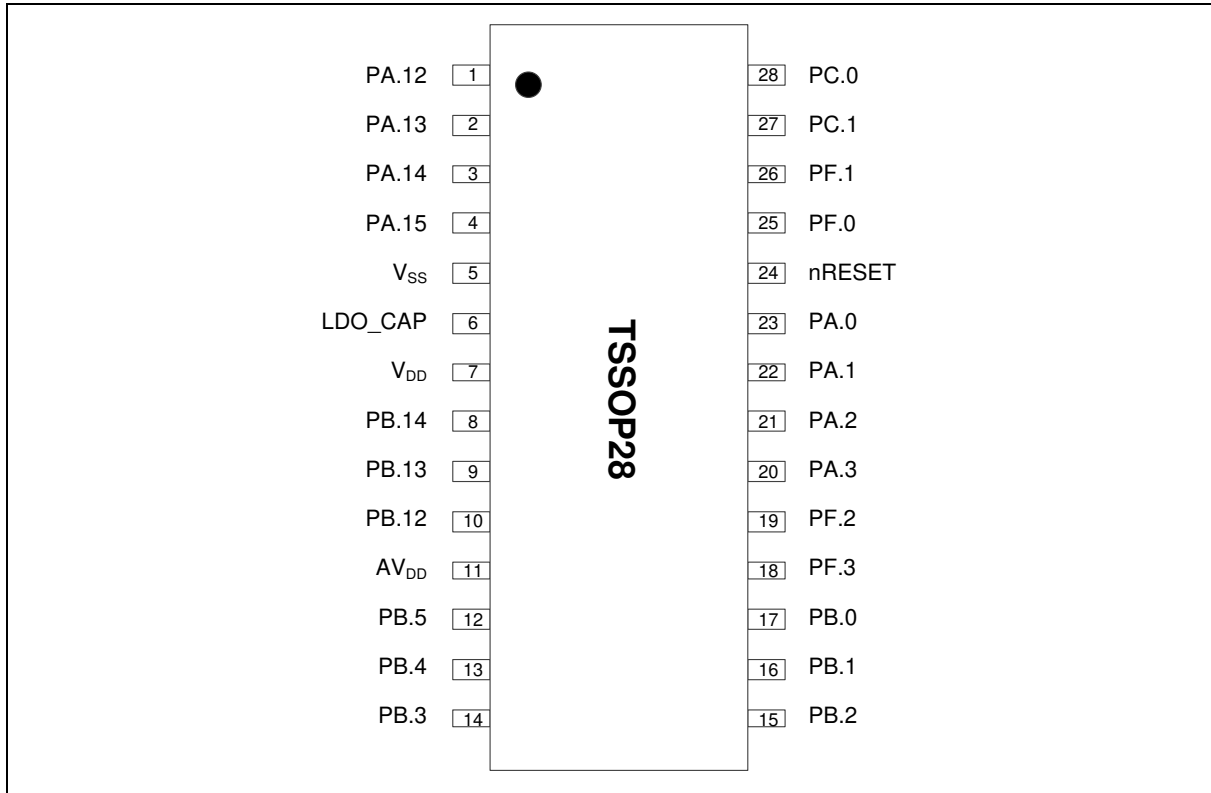 PA.12 1 28 PC.0
PA.13 2 27 PC.1
PA.14 3 26 PF.1
PA.15 4 25 PF.0
VSS 5 24 nRESET
LDO_CAP 6 23 PA.0
VDD 7 22 PA.1
PB.14 8 21 PA.2
PB.13 9 20 PA.3
PB.12 10 19 PF.2
AVDD 11 18 PF.3
PB.5 12 17 PB.0
PB.4 13 16 PB.1
PB.3 14 15 PB.2
TSSOP28